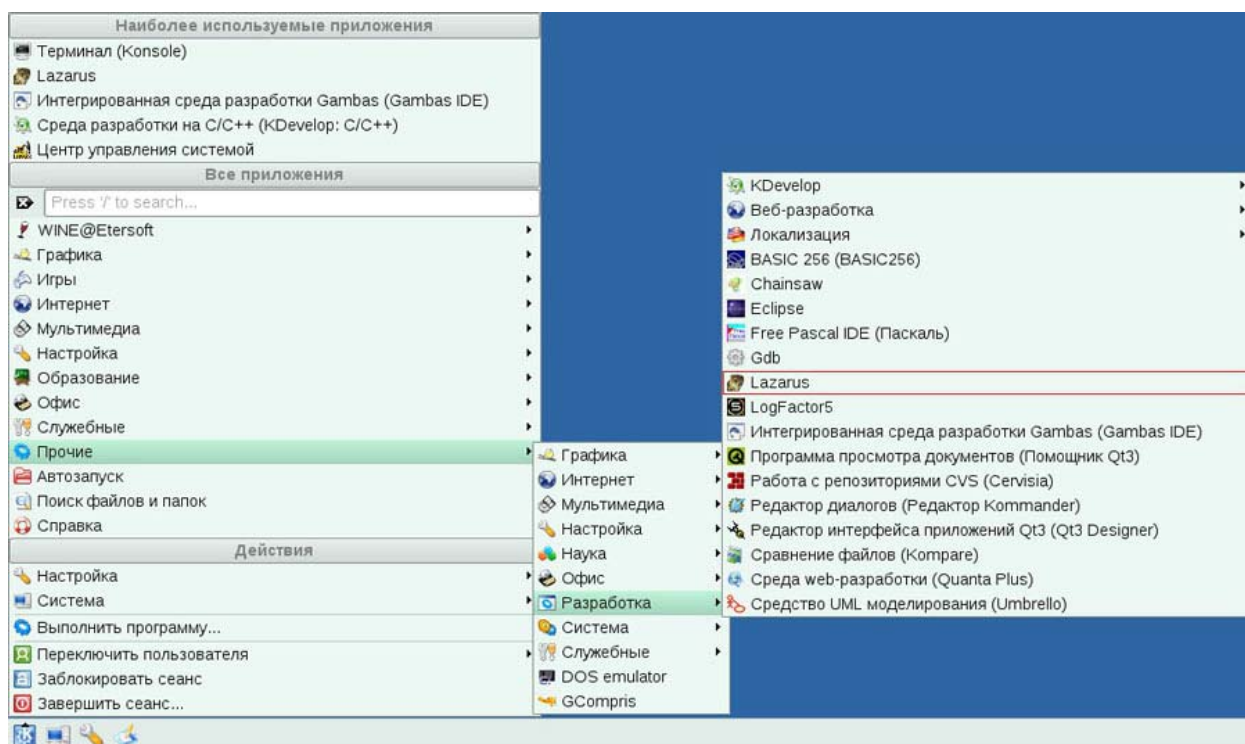 Наиболее используемые приложения
Терминал (Konsole)
Lazarus
Интегрированная среда разработки Gambas (Gambas IDE)
Среда разработки на C/C++ (KDevelop: C/C++)
Центр управления системой
Все приложения
Press '/' to search...
WINE@Etersoft
Графика
Игры
Интернет
Мультимедиа
Настройка
Образование
Офис
Служебные
Прочие
Автозапуск
Поиск файлов и папок
Справка
Действия
Настройка
Система
Выполнить программу...
Переключить пользователя
Заблокировать сеанс
Завершить сеанс...
Графика
Интернет
Мультимедиа
Настройка
Наука
Офис
Разработка
Система
Служебные
DOS emulator
GCompris
KDevelop
Веб-разработка
Локализация
BASIC 256 (BASIC256)
Chainsaw
Eclipse
Free Pascal IDE (Паскаль)
Gdb
Lazarus
LogFactor5
Интегрированная среда разработки Gambas (Gambas IDE)
Программа просмотра документов (Помощник Qt3)
Работа с репозиториями CVS (Cervisia)
Редактор диалогов (Редактор Kommander)
Редактор интерфейса приложений Qt3 (Qt3 Designer)
Сравнение файлов (Kompare)
Среда web-разработки (Quanta Plus)
Средство UML моделирования (Umbrello)